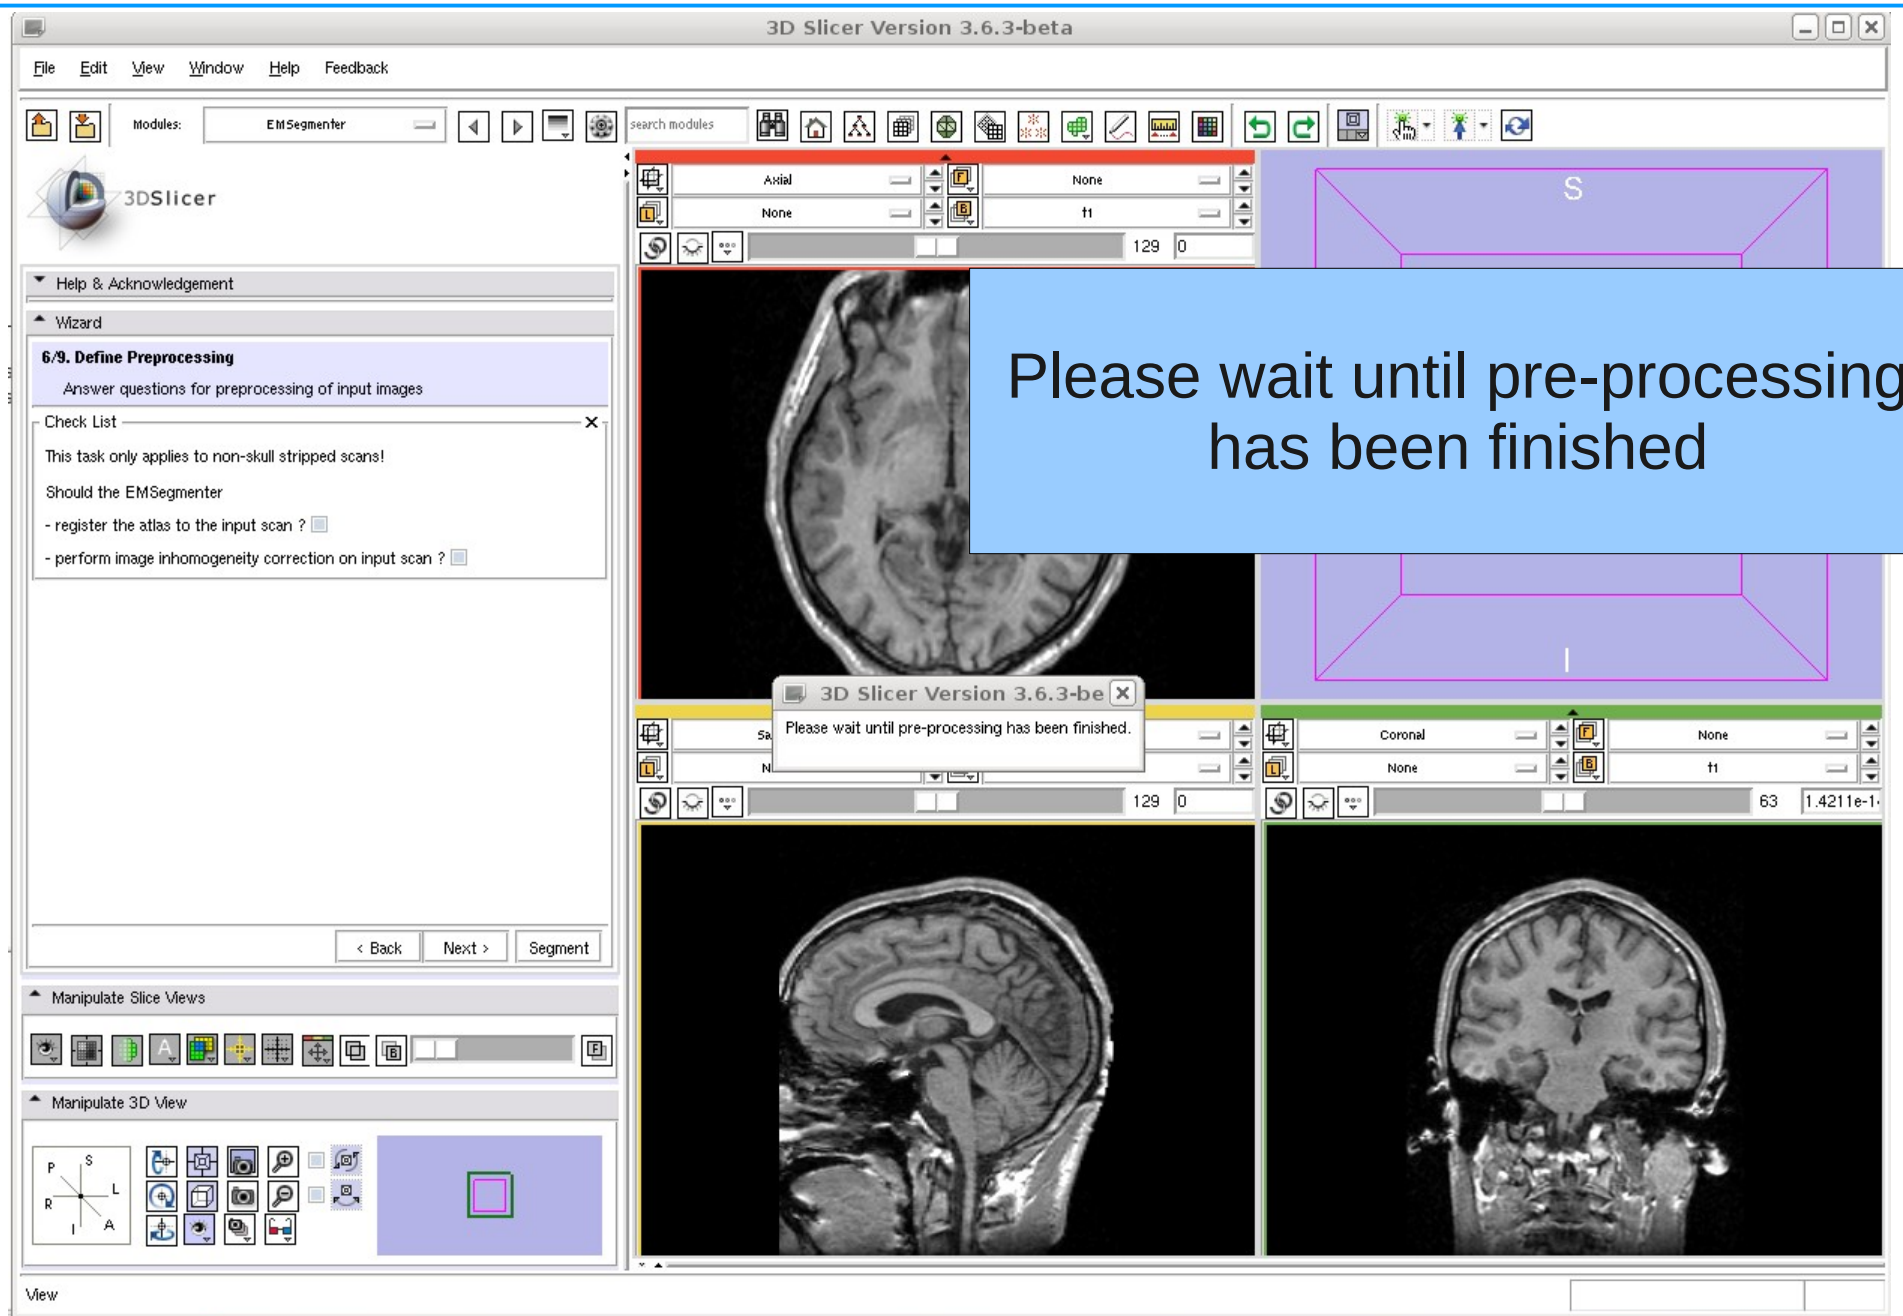 3D Slicer Version 3.6.3-beta
File Edit View Window Help Feedback
Modules: EMSegmenter search modules
3DSlicer
Help & Acknowledgement
Wizard
6/9. Define Preprocessing
Answer questions for preprocessing of input images
Check List
This task only applies to non-skull stripped scans!
Should the EMSegmenter
- register the atlas to the input scan ?
- perform image inhomogeneity correction on input scan ?
< Back Next > Segment
Manipulate Slice Views
A B F
Manipulate 3D View
P S
R L
I A
View
Axial F None
L None B t1
129 0
S
I
Please wait until pre-processing
has been finished
3D Slicer Version 3.6.3-be
Please wait until pre-processing has been finished.
Sa
L N
129 0
Coronal F None
L None B t1
63 1.4211e-1